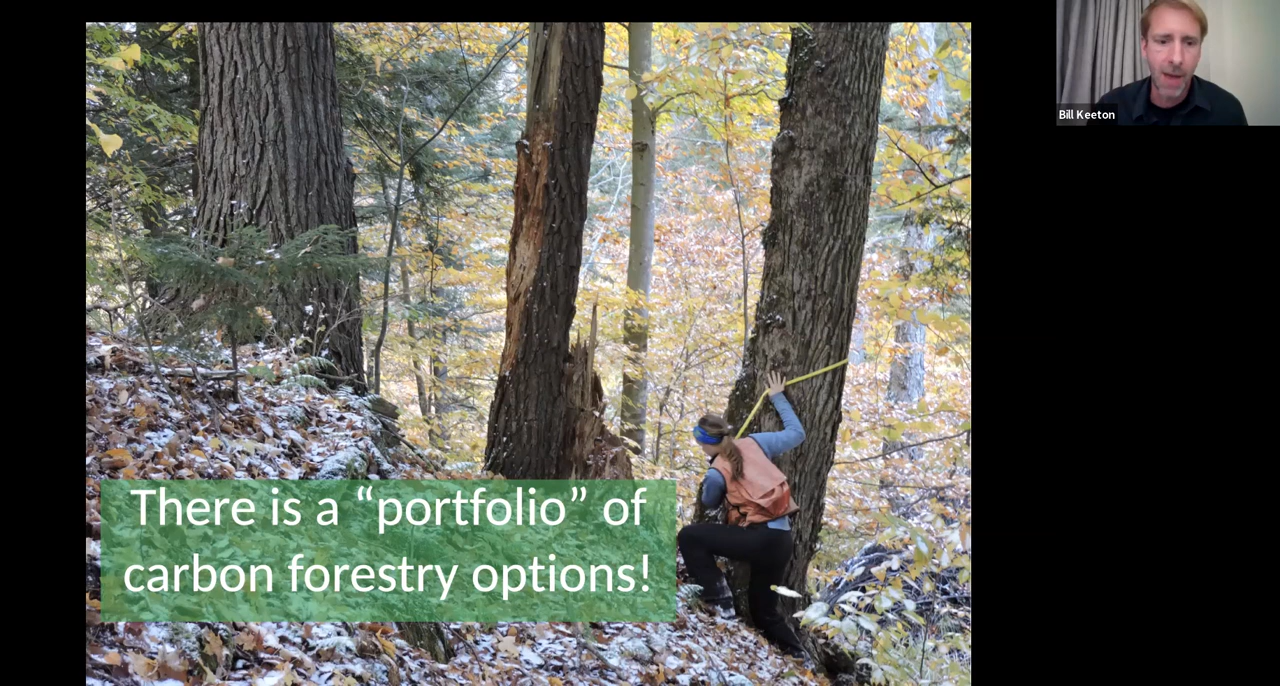 There is a “portfolio” of
carbon forestry options!
Bill Keeton